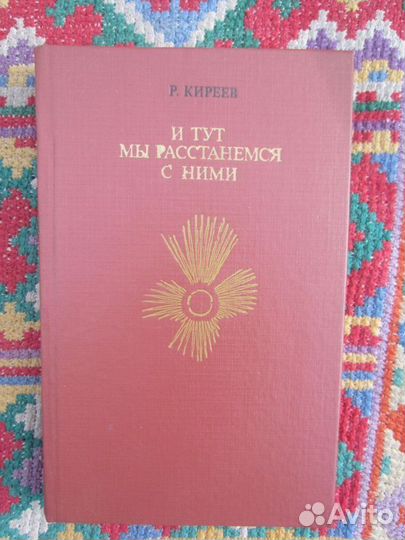 Р. КИРЕЕВ
И ТУТ
МЫ РАССТАНЕМСЯ
С НИМИ
Avito